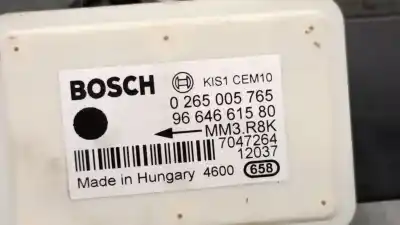 BOSCH KIS1 CEM10
0 265 005 765
96 646 615 80
MM3.R8K
7047264
12037
Made in Hungary 4600 658